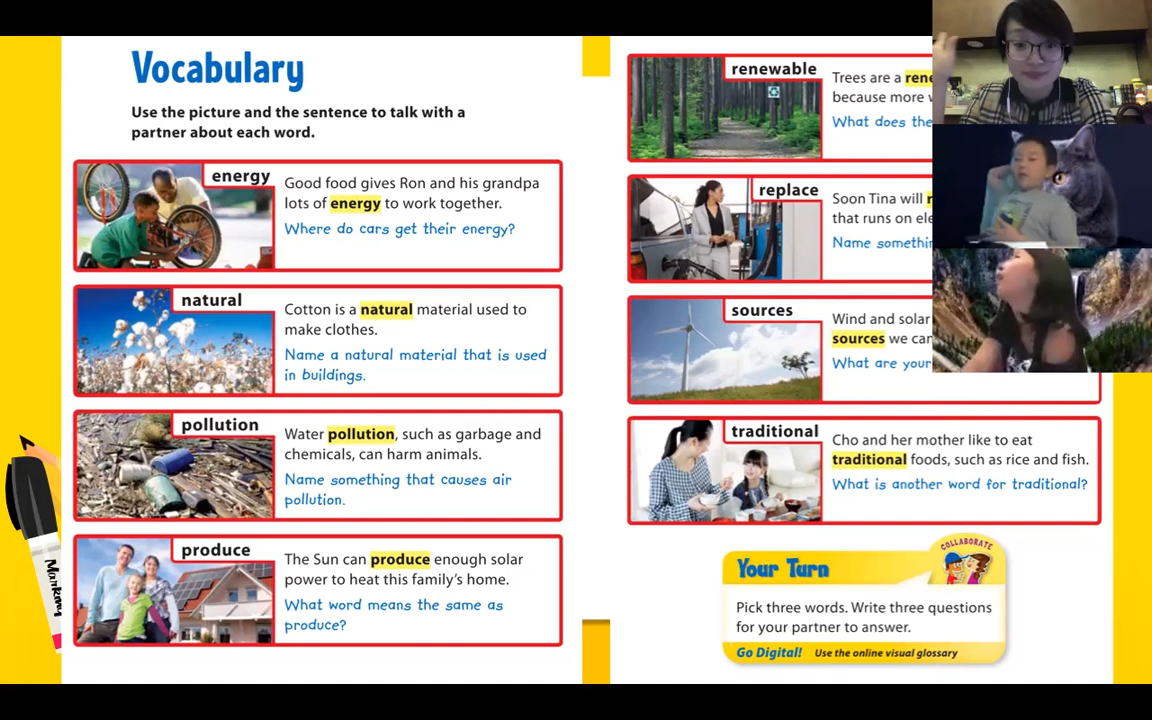 Vocabulary
Use the picture and the sentence to talk with a
partner about each word.
energy
Good food gives Ron and his grandpa
lots of energy to work together.
Where do cars get their energy?
natural
Cotton is a natural material used to
make clothes.
Name a natural material that is used
in buildings.
pollution
Water pollution, such as garbage and
chemicals, can harm animals.
Name something that causes air
pollution.
produce
The Sun can produce enough solar
power to heat this family's home.
What word means the same as
produce?
renewable
Trees are a
because more
What does the
replace
Soon Tina will
that runs on
Name
sources
Wind and solar
sources we can
What are your
traditional
Cho and her mother like to eat
traditional foods, such as rice and fish.
What is another word for traditional?
COLLABORATE
Your Turn
Pick three words. Write three questions
for your partner to answer.
Go Digital! Use the online visual glossary